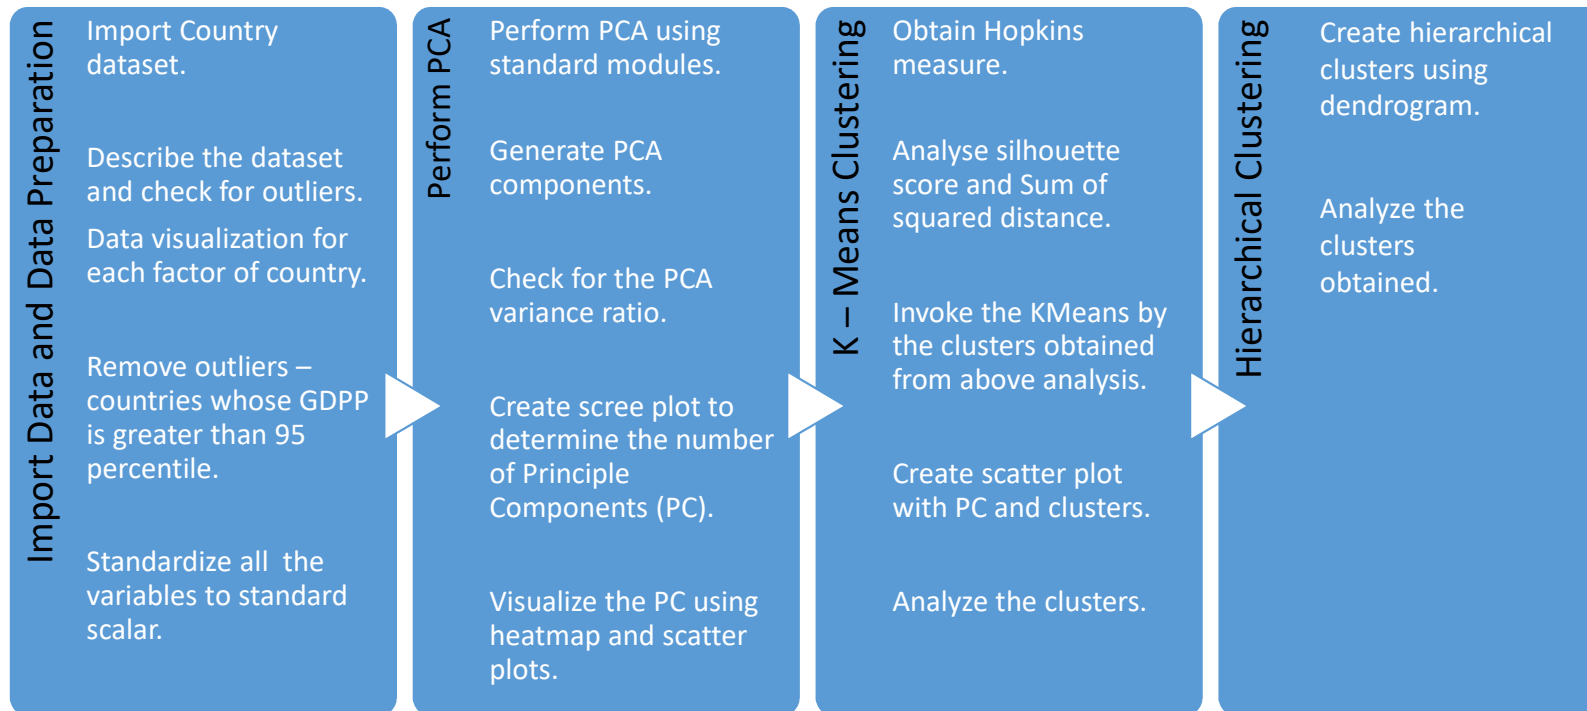 Import Data and Data Preparation
Import Country
dataset.
Describe the dataset
and check for outliers.
Data visualization for
each factor of country.
Remove outliers –
countries whose GDPP
is greater than 95
percentile.
Standardize all  the
variables to standard
scalar.
Perform PCA
Perform PCA using
standard modules.
Generate PCA
components.
Check for the PCA
variance ratio.
Create scree plot to
determine the number
of Principle
Components (PC).
Visualize the PC using
heatmap and scatter
plots.
K – Means Clustering
Obtain Hopkins
measure.
Analyse silhouette
score and Sum of
squared distance.
Invoke the KMeans by
the clusters obtained
from above analysis.
Create scatter plot
with PC and clusters.
Analyze the clusters.
Hierarchical Clustering
Create hierarchical
clusters using
dendrogram.
Analyze the
clusters
obtained.